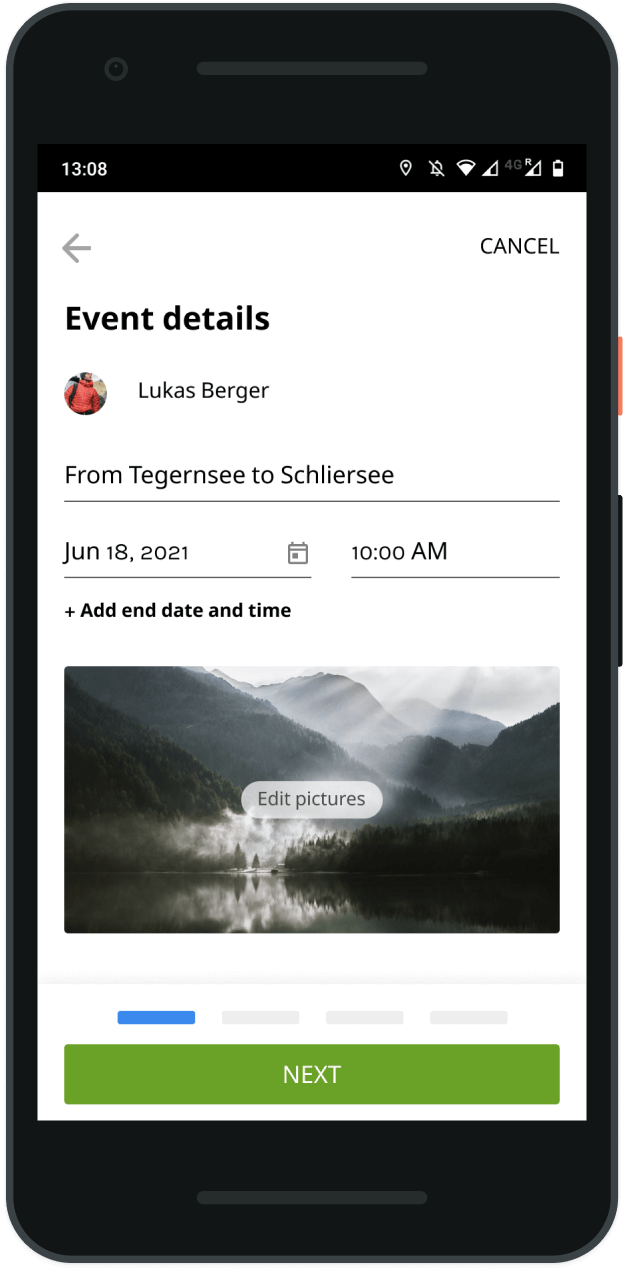 13:08
4G R
CANCEL
Event details
Lukas Berger
From Tegernsee to Schliersee
Jun 18, 2021
10:00 AM
+ Add end date and time
Edit pictures
NEXT